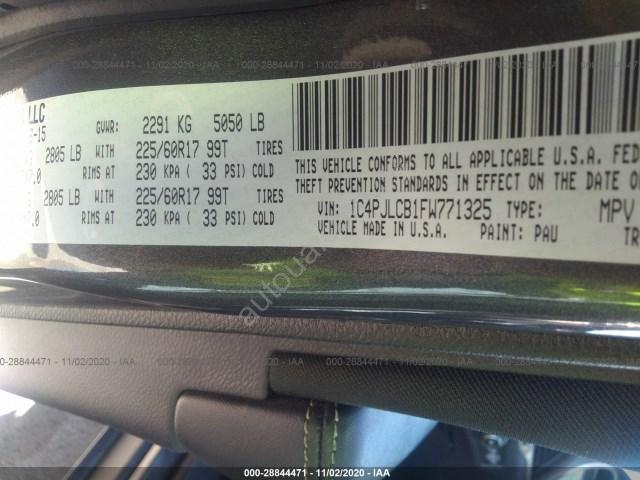 000-28844471 - 11/02/2020 - IAA
LLC
-15
GVWR: 2291 KG 5050 LB
2805 LB WITH 225/60R17 99T TIRES
.0 RIMS AT 230 KPA ( 33 PSI) COLD
2805 LB WITH 225/60R17 99T TIRES
.0 RIMS AT 230 KPA ( 33 PSI) COLD
THIS VEHICLE CONFORMS TO ALL APPLICABLE U.S.A. FED
THEFT PREVENTION STANDARDS IN EFFECT ON THE DATE O
VIN: 1C4PJLCB1FW771325 TYPE: MPV
VEHICLE MADE IN U.S.A. PAINT: PAU TR
000-28844471 - 11/02/2020 - IAA
000-28844471 - 11/02/2020 - IAA